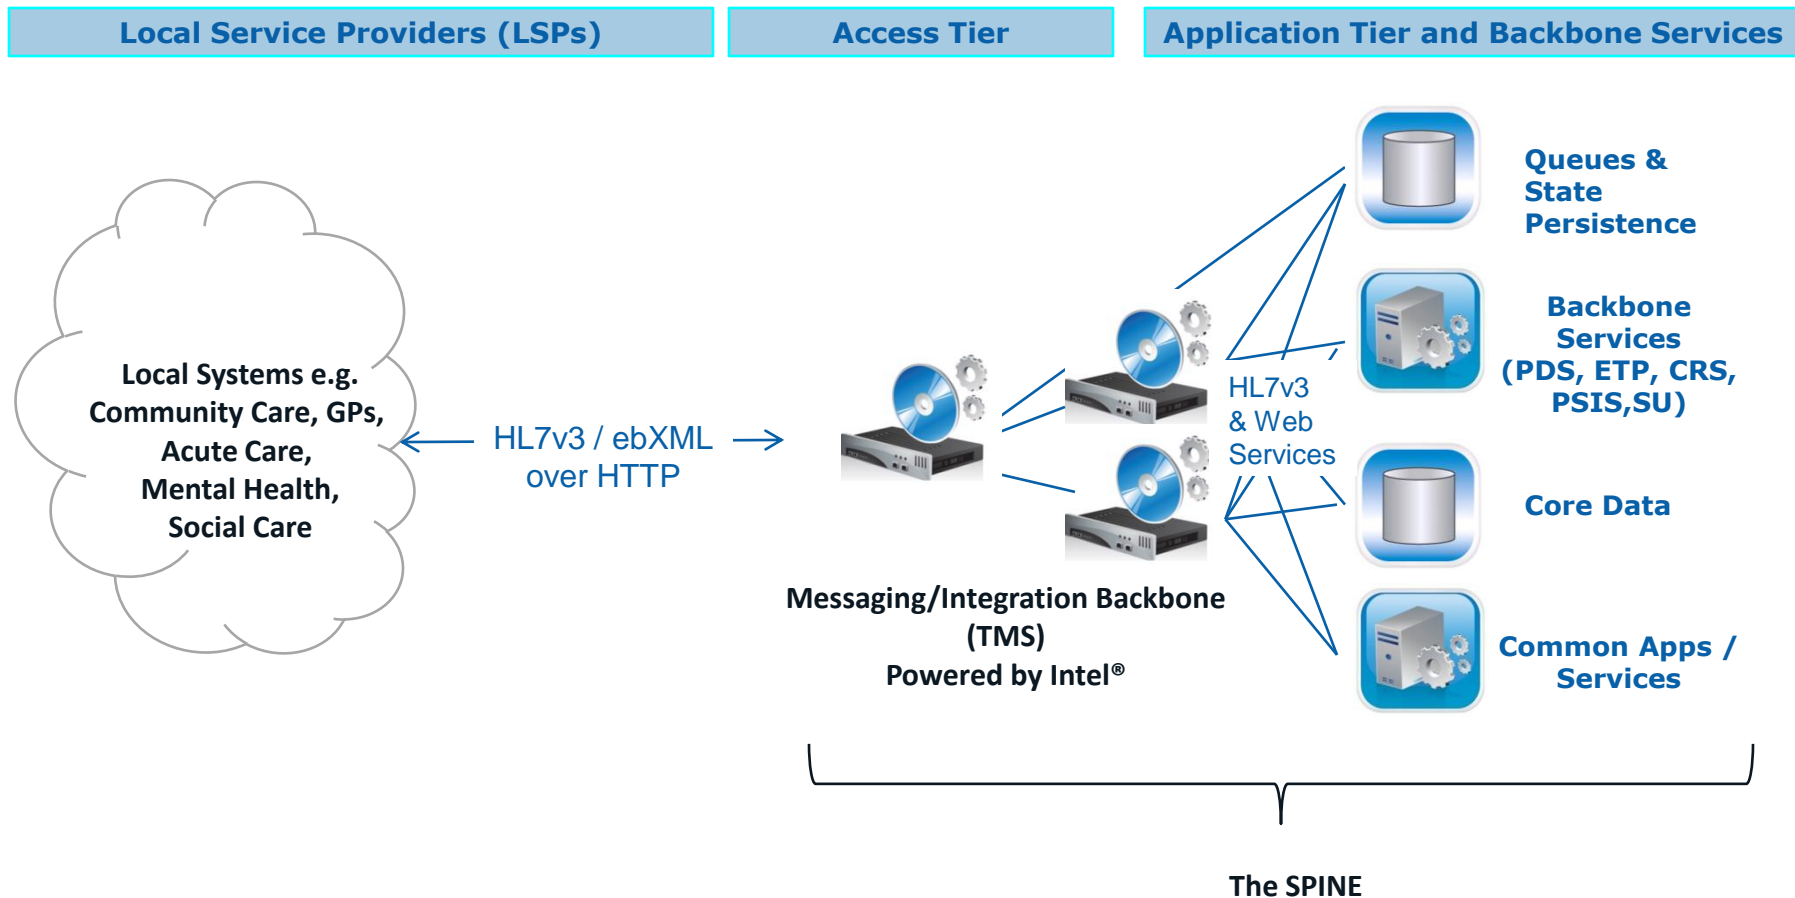 Local Service Providers (LSPs)
Access Tier
Application Tier and Backbone Services
Local Systems e.g.
Community Care, GPs,
Acute Care,
Mental Health,
Social Care
HL7v3 / ebXML
over HTTP
Messaging/Integration Backbone
(TMS)
Powered by Intel®
HL7v3
& Web
Services
Queues &
State
Persistence
Backbone
Services
(PDS, ETP, CRS,
PSIS,SU)
Core Data
Common Apps /
Services
The SPINE